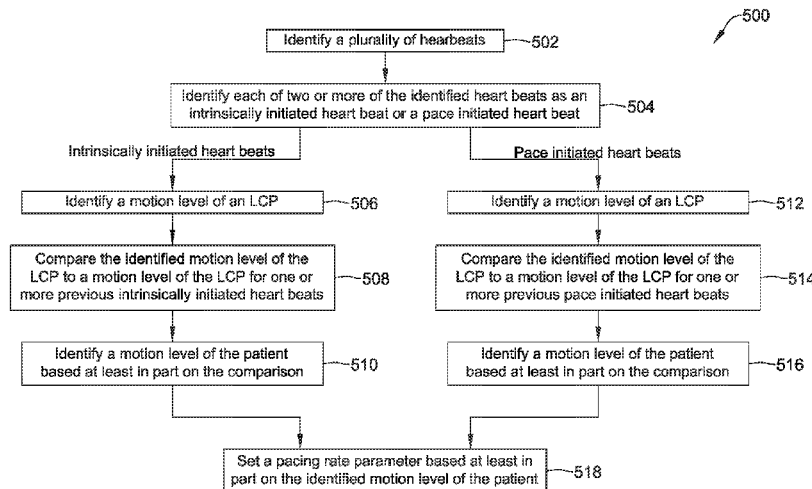 500
Identify a plurality of hearbeats
502
Identify each of two or more of the identified heart beats as an
intrinsically initiated heart beat or a pace initiated heart beat
504
Intrinsically initiated heart beats
Pace initiated heart beats
Identify a motion level of an LCP
506
Identify a motion level of an LCP
512
Compare the identified motion level of the
LCP to a motion level of the LCP for one or
more previous intrinsically initiated heart beats
508
Compare the identified motion level of the
LCP to a motion level of the LCP for one or
more previous pace initiated heart beats
514
Identify a motion level of the patient
based at least in part on the comparison
510
Identify a motion level of the patient
based at least in part on the comparison
516
Set a pacing rate parameter based at least in
part on the identified motion level of the patient
518